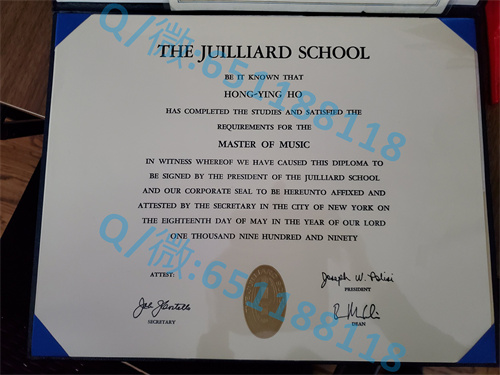 THE JUILLIARD SCHOOL
BE IT KNOWN THAT
HONG-YING HO
HAS COMPLETED THE STUDIES AND SATISFIED THE
REQUIREMENTS FOR THE
MASTER OF MUSIC
IN WITNESS WHEREOF WE HAVE CAUSED THIS DIPLOMA TO
BE SIGNED BY THE PRESIDENT OF THE JUILLIARD SCHOOL
AND OUR CORPORATE SEAL TO BE HEREUNTO AFFIXED AND
ATTESTED BY THE SECRETARY IN THE CITY OF NEW YORK ON
THE EIGHTEENTH DAY OF MAY IN THE YEAR OF OUR LORD
ONE THOUSAND NINE HUNDRED AND NINETY
ATTEST:
Joseph W. Polisi
PRESIDENT
SECRETARY
DEAN
Q/微:651188118
Q/微:651188118